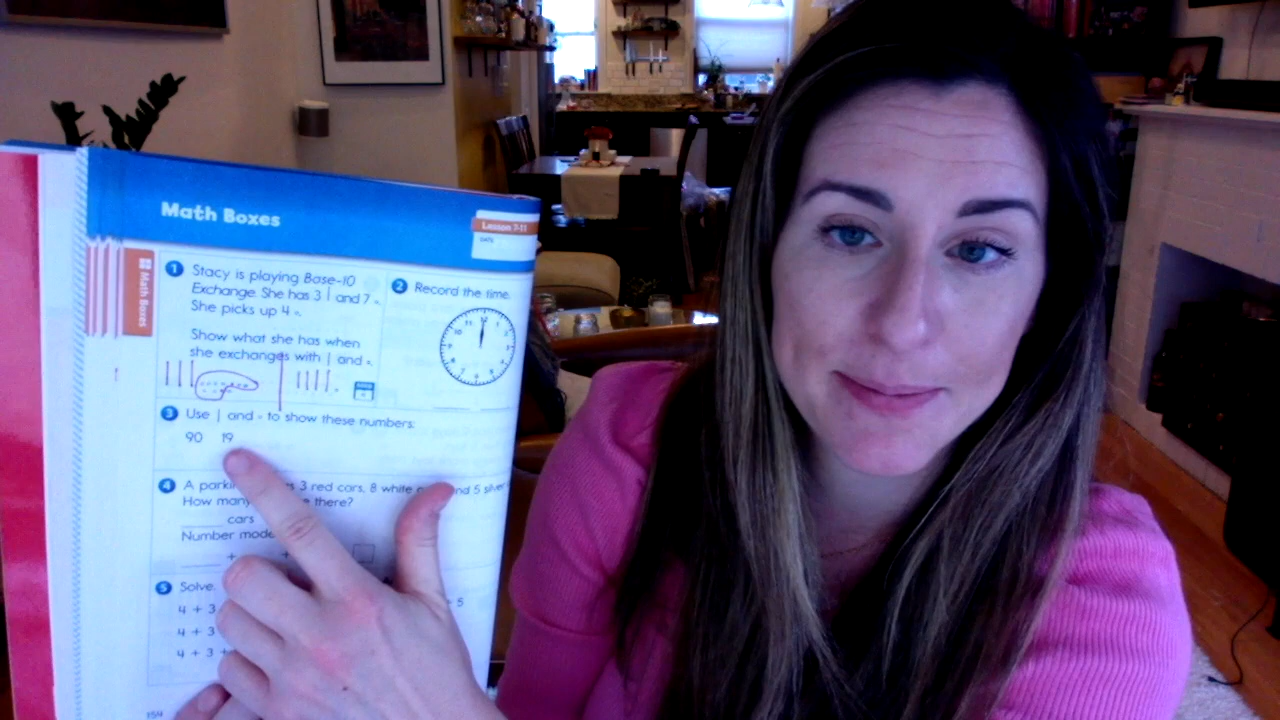 Math Boxes
Lesson 7-11
DATE
Math Boxes
1 Stacy is playing Base-10
Exchange. She has 3 | and 7 ▪.
She picks up 4 ▪.
Show what she has when
she exchanges with | and ▪.
2 Record the time.
3 Use | and ▪ to show these numbers:
90 19
4 A 3 red cars, 8 white and 5 silver
How many there?
cars
Number
+ +
5 Solve.
4 + 3
5
4 + 3
4 + 3 +
154